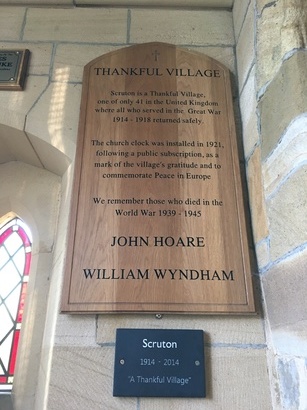 THANKFUL VILLAGE
Scruton is a Thankful Village,
one of only 41 in the United Kingdom
where all who served in the Great War
1914 - 1918 returned safely.
The church clock was installed in 1921,
following a public subscription, as a
mark of the village's gratitude and to
commemorate Peace in Europe
We remember those who died in the
World War 1939 - 1945
JOHN HOARE
WILLIAM WYNDHAM
Scruton
1914 - 2014
"A Thankful Village"